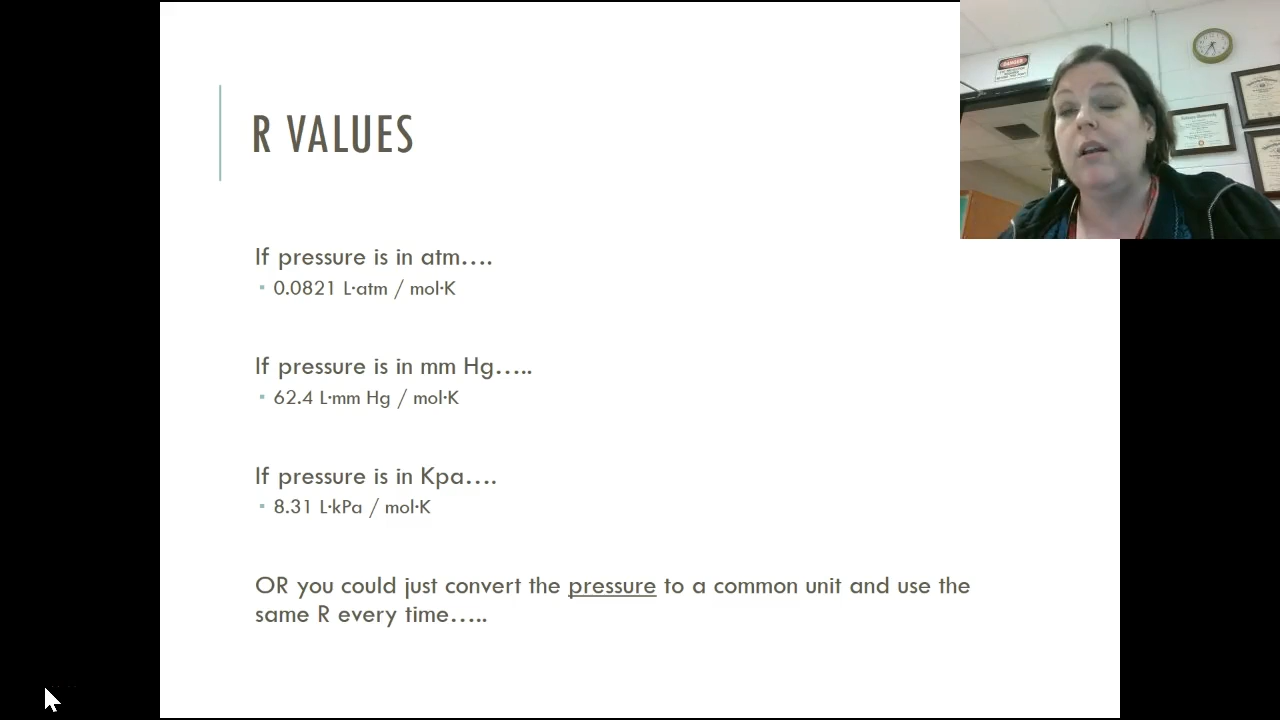 R VALUES
If pressure is in atm….
▪ 0.0821 L·atm / mol·K
If pressure is in mm Hg…..
▪ 62.4 L·mm Hg / mol·K
If pressure is in Kpa….
▪ 8.31 L·kPa / mol·K
OR you could just convert the pressure to a common unit and use the
same R every time…..
DANGER